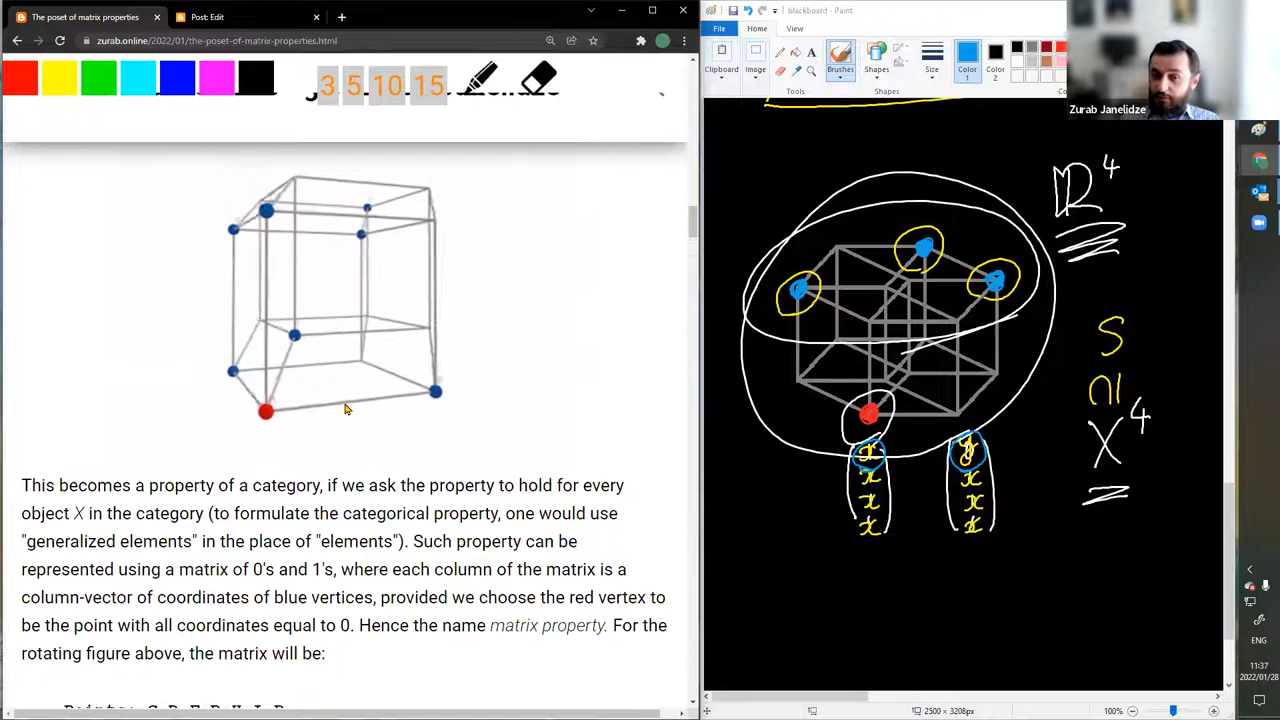 The poset of matrix properties
Post: Edit
zurab.online/2022/01/the-poset-of-matrix-properties.html
3 5 10 15
This becomes a property of a category, if we ask the property to hold for every
object X in the category (to formulate the categorical property, one would use
"generalized elements" in the place of "elements"). Such property can be
represented using a matrix of 0's and 1's, where each column of the matrix is a
column-vector of coordinates of blue vertices, provided we choose the red vertex to
be the point with all coordinates equal to 0. Hence the name matrix property. For the
rotating figure above, the matrix will be:
blackboard - Paint
File
Home
View
Clipboard
Image
Brushes
Shapes
Size
Color 1
Color 2
Tools
Shapes
Zurab Janelidze
ℝ⁴
S
∩|
X⁴
x y
x x
x x
x x
2500 × 3208px
100%
ENG
11:37
2022/01/28